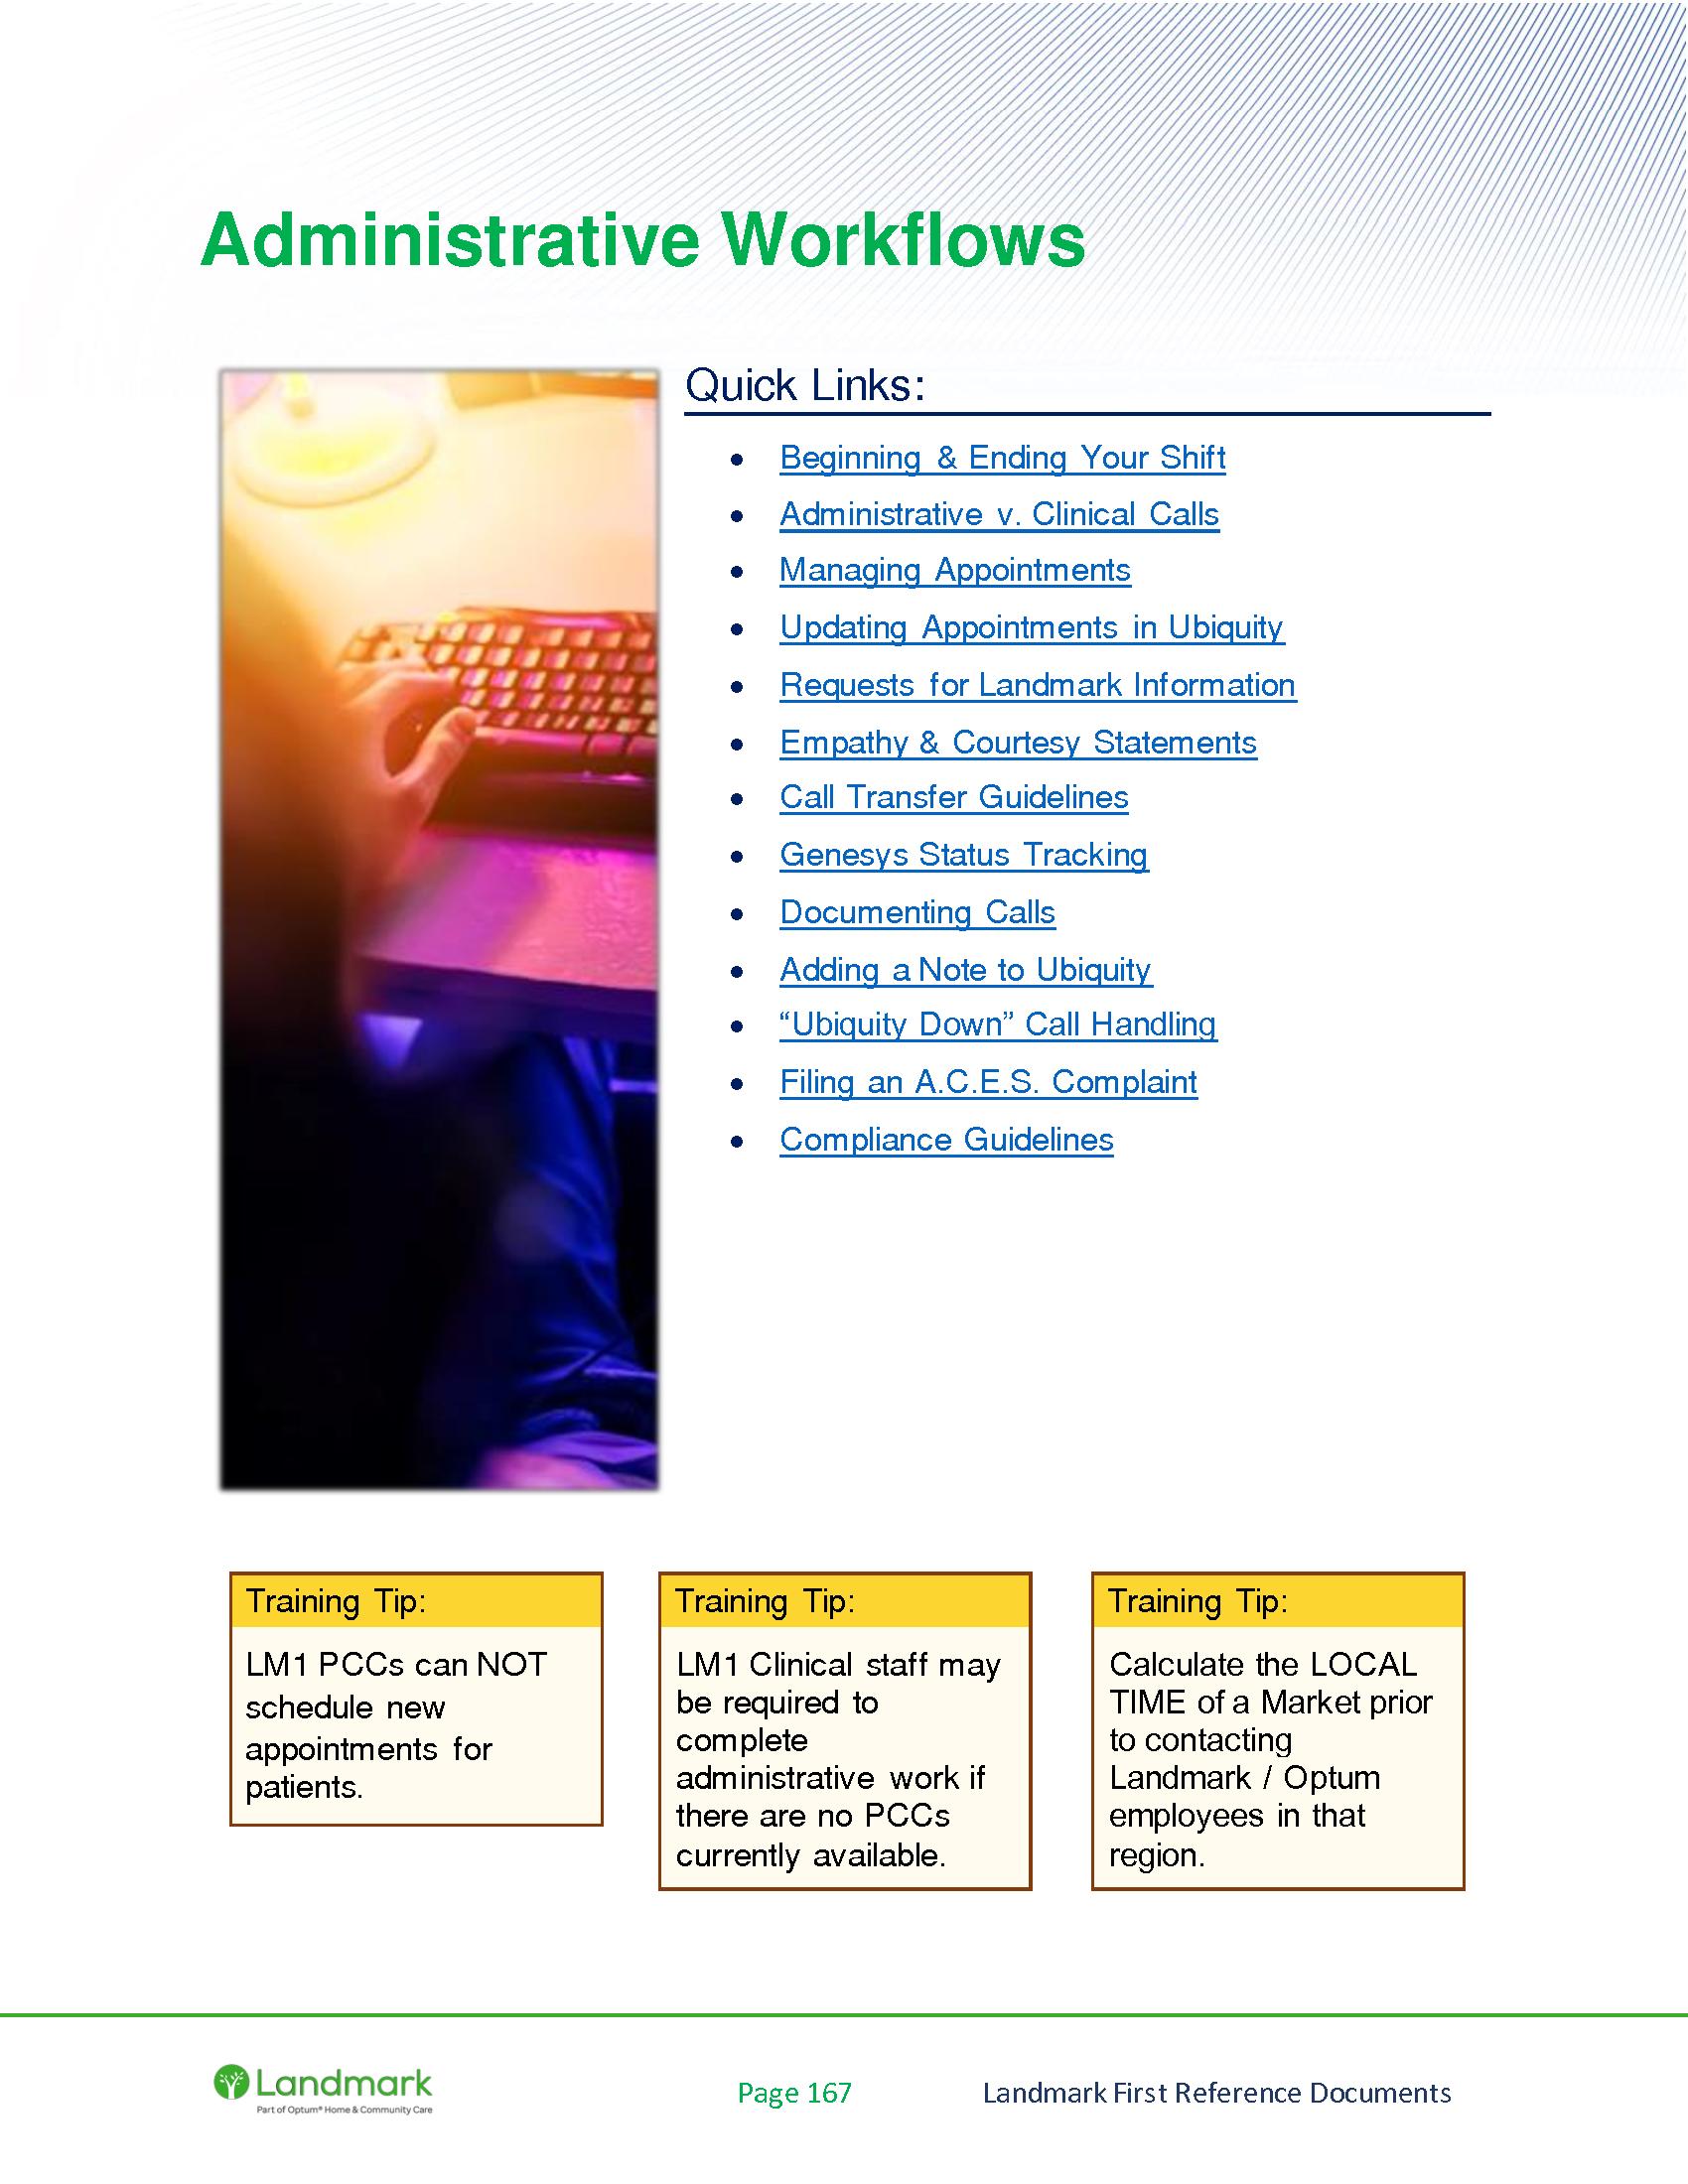 Administrative Workflows
Quick Links:
• Beginning & Ending Your Shift
• Administrative v. Clinical Calls
• Managing Appointments
• Updating Appointments in Ubiquity
• Requests for Landmark Information
• Empathy & Courtesy Statements
• Call Transfer Guidelines
• Genesys Status Tracking
• Documenting Calls
• Adding a Note to Ubiquity
• “Ubiquity Down” Call Handling
• Filing an A.C.E.S. Complaint
• Compliance Guidelines
Training Tip:
LM1 PCCs can NOT
schedule new
appointments for
patients.
Training Tip:
LM1 Clinical staff may
be required to
complete
administrative work if
there are no PCCs
currently available.
Training Tip:
Calculate the LOCAL
TIME of a Market prior
to contacting
Landmark / Optum
employees in that
region.
Landmark
Part of Optum® Home & Community Care
Page 167
Landmark First Reference Documents